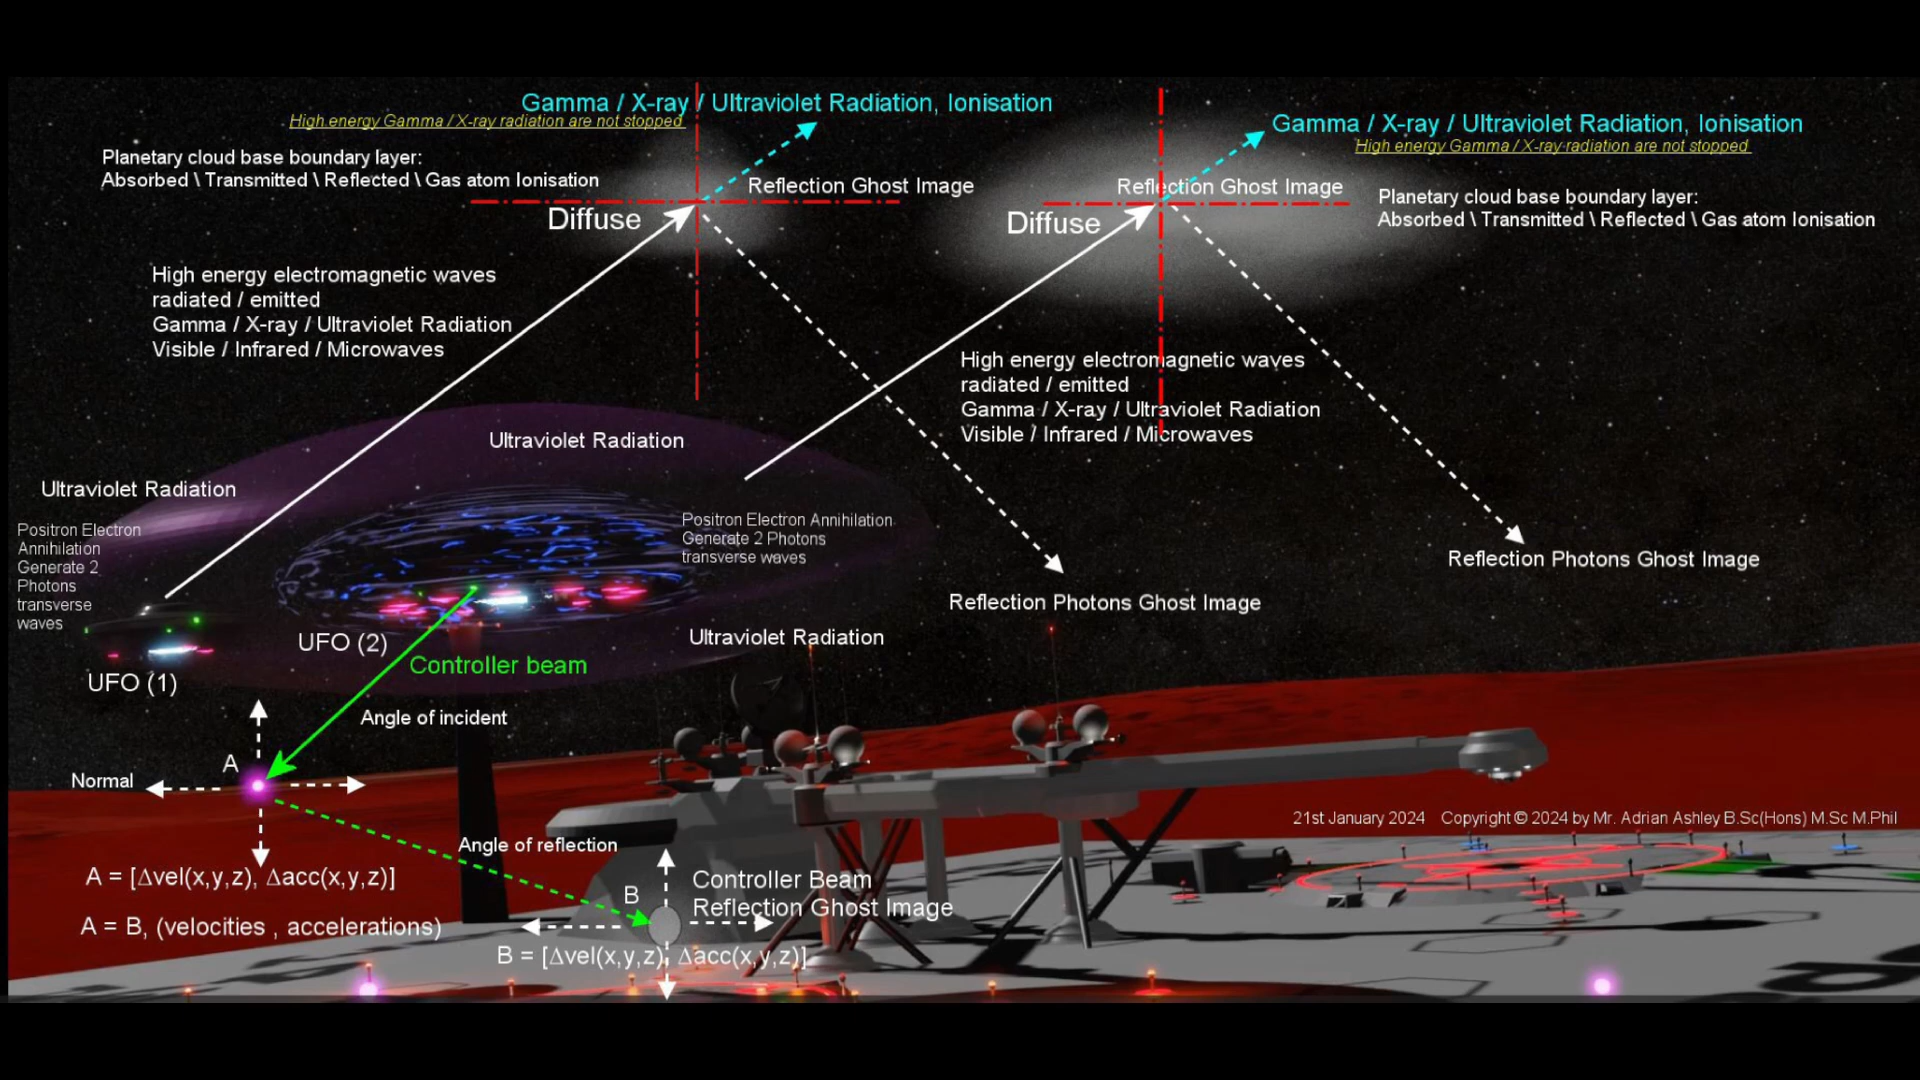 Gamma / X-ray / Ultraviolet Radiation, Ionisation
High energy Gamma / X-ray radiation are not stopped
Planetary cloud base boundary layer:
Absorbed \ Transmitted \ Reflected \ Gas atom Ionisation
Reflection Ghost Image
Diffuse
Gamma / X-ray / Ultraviolet Radiation, Ionisation
High energy Gamma / X-ray radiation are not stopped
Reflection Ghost Image
Planetary cloud base boundary layer:
Absorbed \ Transmitted \ Reflected \ Gas atom Ionisation
Diffuse
High energy electromagnetic waves
radiated / emitted
Gamma / X-ray / Ultraviolet Radiation
Visible / Infrared / Microwaves
High energy electromagnetic waves
radiated / emitted
Gamma / X-ray / Ultraviolet Radiation
Visible / Infrared / Microwaves
Ultraviolet Radiation
Ultraviolet Radiation
Positron Electron
Annihilation
Generate 2
Photons
transverse
waves
Positron Electron Annihilation
Generate 2 Photons
transverse waves
Reflection Photons Ghost Image
Reflection Photons Ghost Image
Ultraviolet Radiation
UFO (2)
UFO (1)
Controller beam
Angle of incident
A
Normal
Angle of reflection
21st January 2024 Copyright © 2024 by Mr. Adrian Ashley B.Sc(Hons) M.Sc M.Phil
A = [Δvel(x,y,z), Δacc(x,y,z)]
A = B, (velocities , accelerations)
B
Controller Beam
Reflection Ghost Image
B = [Δvel(x,y,z), Δacc(x,y,z)]